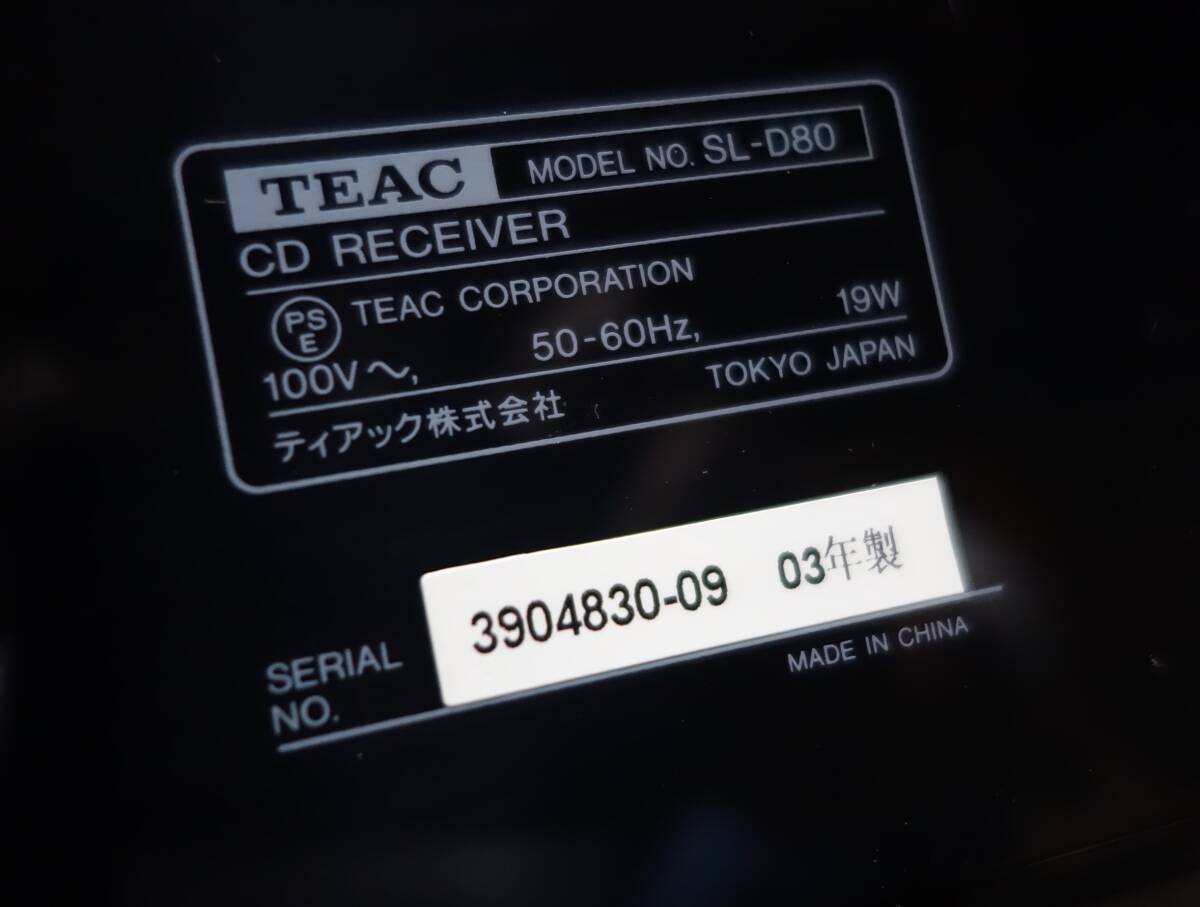 TEAC MODEL NO. SL-D80
CD RECEIVER
PS E TEAC CORPORATION
100V～, 50-60Hz, 19W
ティアック株式会社 TOKYO JAPAN
SERIAL NO. 3904830-09 03年製
MADE IN CHINA